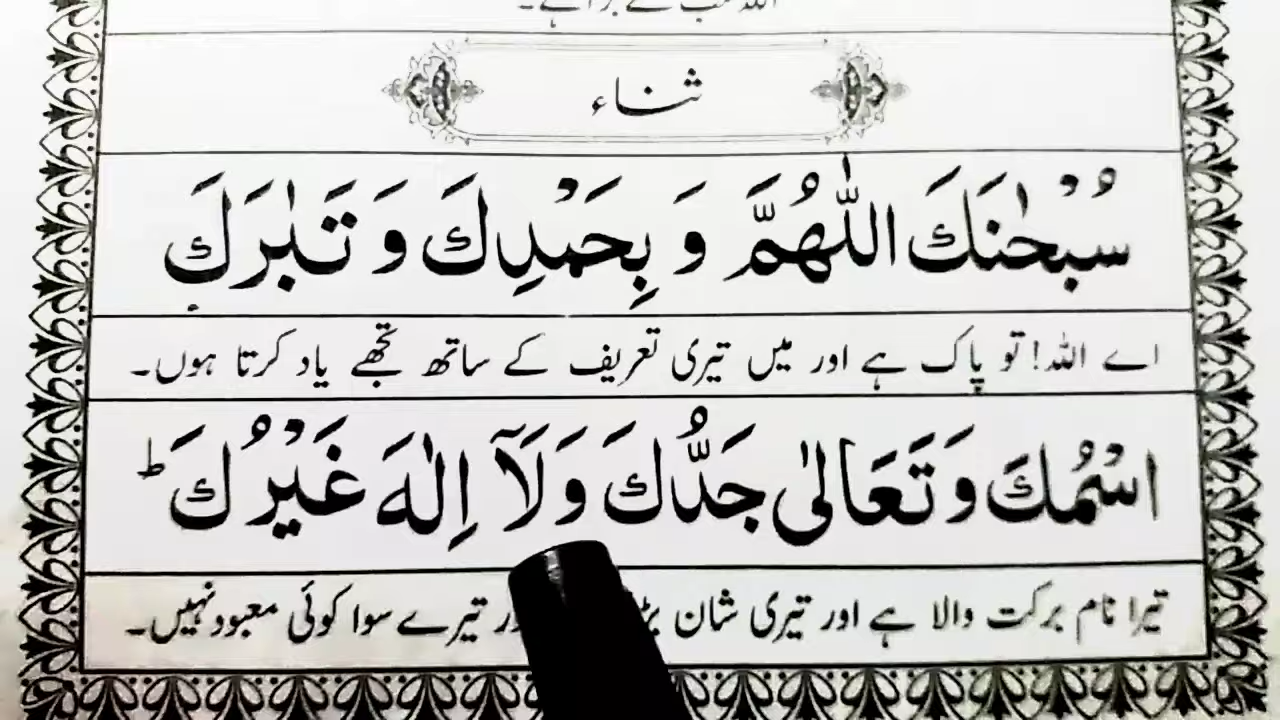 ثناء
سُبْحٰنَكَ اللّٰهُمَّ وَ بِحَمْدِكَ وَ تَبٰرَكَ
اے اللہ! تو پاک ہے اور میں تیری تعریف کے ساتھ تجھے یاد کرتا ہوں۔
اسْمُكَ وَ تَعَالٰى جَدُّكَ وَ لَآ اِلٰهَ غَيْرُكَ ط
تیرا نام برکت والا ہے اور تیری شان تیرے سوا کوئی معبود نہیں۔